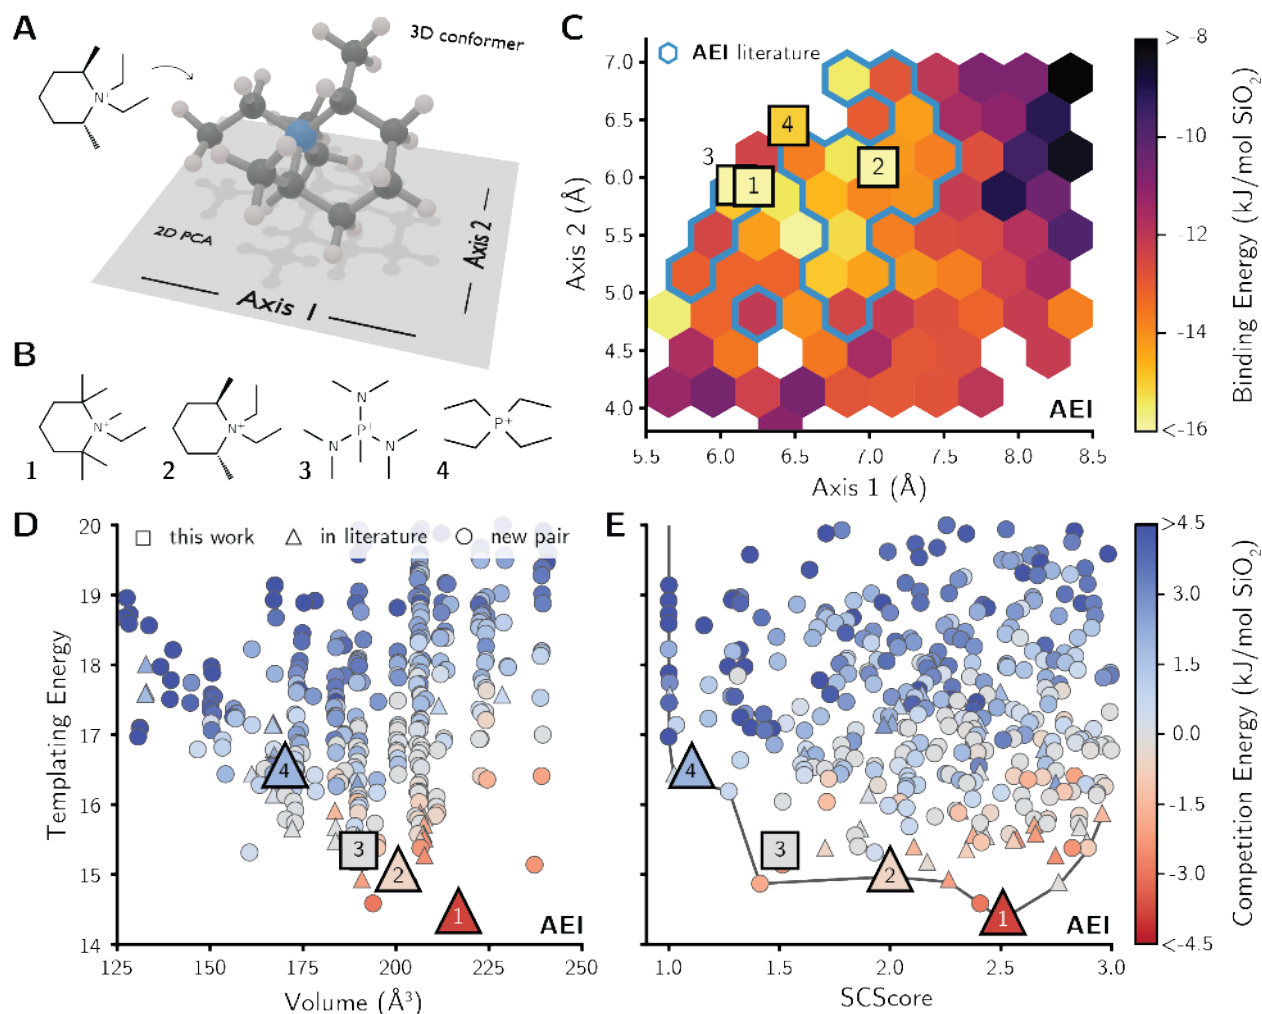 A
3D conformer
N⁺
2D PCA
Axis 1
Axis 2
B
N⁺
1
N⁺
2
N
P⁺
N
N
3
P⁺
4
C
AEI literature
Axis 2 (Å)
7.0
6.5
6.0
5.5
5.0
4.5
4.0
3
1
4
2
AEI
5.5 6.0 6.5 7.0 7.5 8.0 8.5
Axis 1 (Å)
> -8
-10
-12
-14
<-16
Binding Energy (kJ/mol SiO₂)
D
this work
in literature
new pair
Templating Energy
20
19
18
17
16
15
14
4
3
2
1
AEI
125 150 175 200 225 250
Volume (Å³)
E
4
3
2
1
AEI
1.0 1.5 2.0 2.5 3.0
SCScore
>4.5
3.0
1.5
0.0
-1.5
-3.0
<-4.5
Competition Energy (kJ/mol SiO₂)